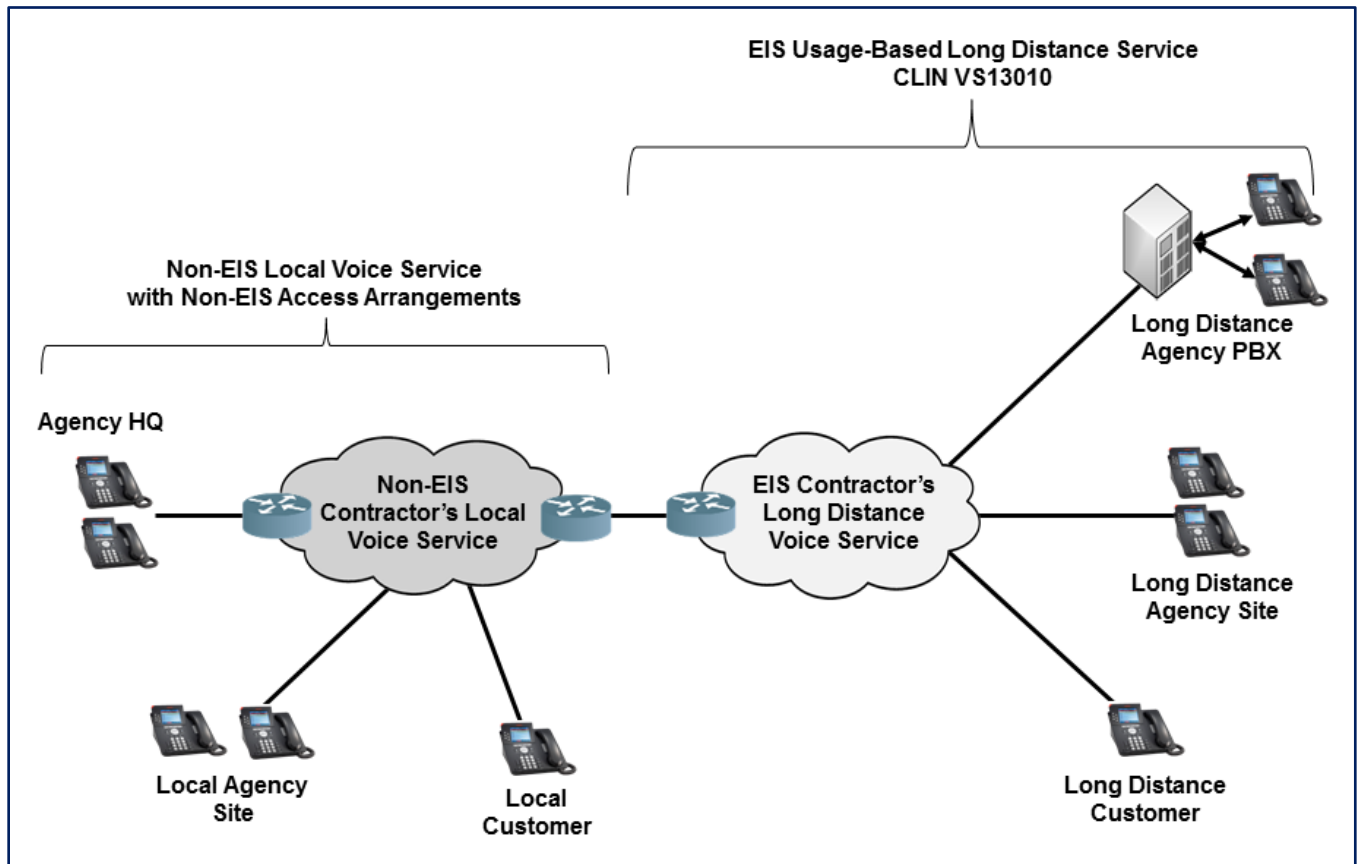 EIS Usage-Based Long Distance Service
CLIN VS13010
Non-EIS Local Voice Service
with Non-EIS Access Arrangements
Long Distance
Agency PBX
Agency HQ
Non-EIS
Contractor's Local
Voice Service
EIS Contractor's
Long Distance
Voice Service
Long Distance
Agency Site
Local Agency
Site
Local
Customer
Long Distance
Customer